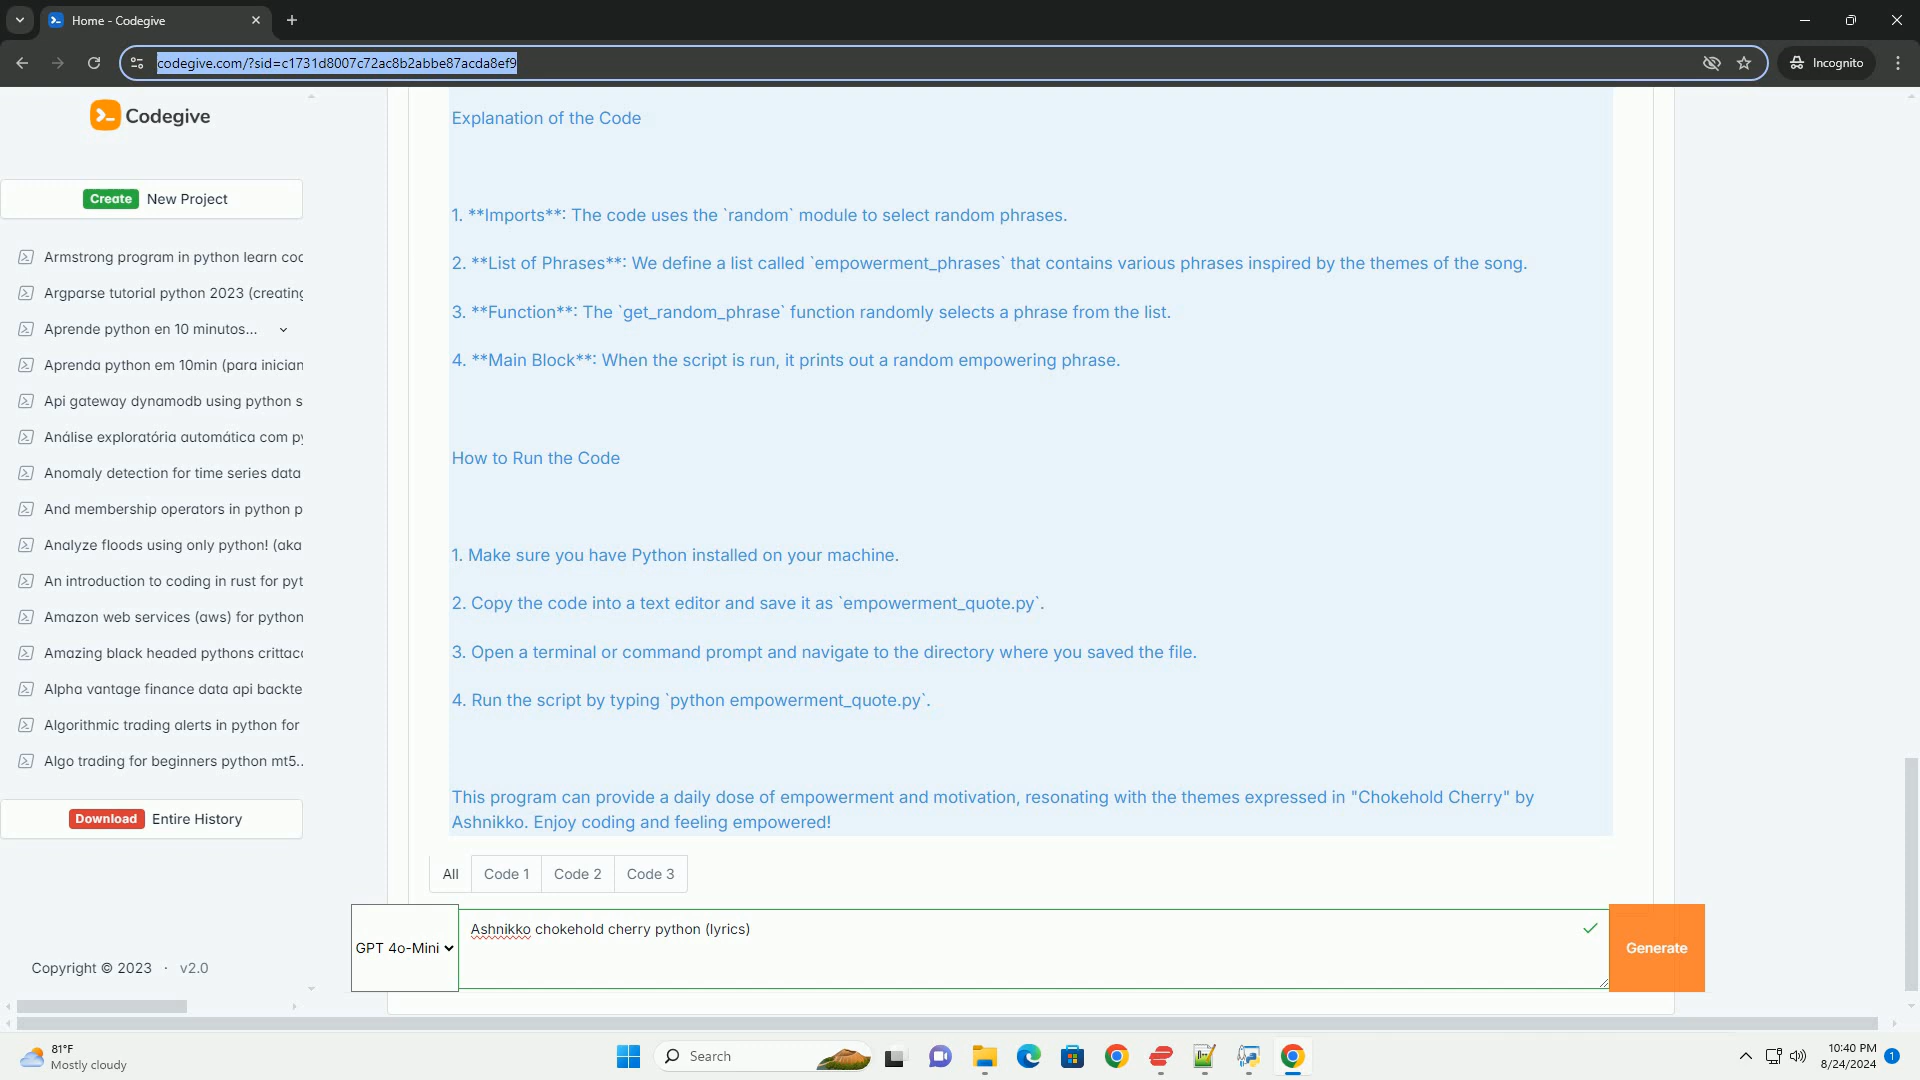 Home - Codegive
codegive.com/?sid=c1731d8007c72ac8b2abbe87acda8ef9
Incognito
Codegive
Create New Project
Armstrong program in python learn coc
Argparse tutorial python 2023 (creating
Aprende python en 10 minutos...
Aprenda python em 10min (para inician
Api gateway dynamodb using python s
Análise exploratória automática com py
Anomaly detection for time series data
And membership operators in python p
Analyze floods using only python! (aka
An introduction to coding in rust for pyt
Amazon web services (aws) for python
Amazing black headed pythons crittaco
Alpha vantage finance data api backte
Algorithmic trading alerts in python for
Algo trading for beginners python mt5..
Download Entire History
Copyright © 2023 · v2.0
Explanation of the Code
1. **Imports**: The code uses the `random` module to select random phrases.
2. **List of Phrases**: We define a list called `empowerment_phrases` that contains various phrases inspired by the themes of the song.
3. **Function**: The `get_random_phrase` function randomly selects a phrase from the list.
4. **Main Block**: When the script is run, it prints out a random empowering phrase.
How to Run the Code
1. Make sure you have Python installed on your machine.
2. Copy the code into a text editor and save it as `empowerment_quote.py`.
3. Open a terminal or command prompt and navigate to the directory where you saved the file.
4. Run the script by typing `python empowerment_quote.py`.
This program can provide a daily dose of empowerment and motivation, resonating with the themes expressed in "Chokehold Cherry" by
Ashnikko. Enjoy coding and feeling empowered!
All Code 1 Code 2 Code 3
GPT 4o-Mini
Ashnikko chokehold cherry python (lyrics)
Generate
81°F
Mostly cloudy
Search
10:40 PM
8/24/2024
1